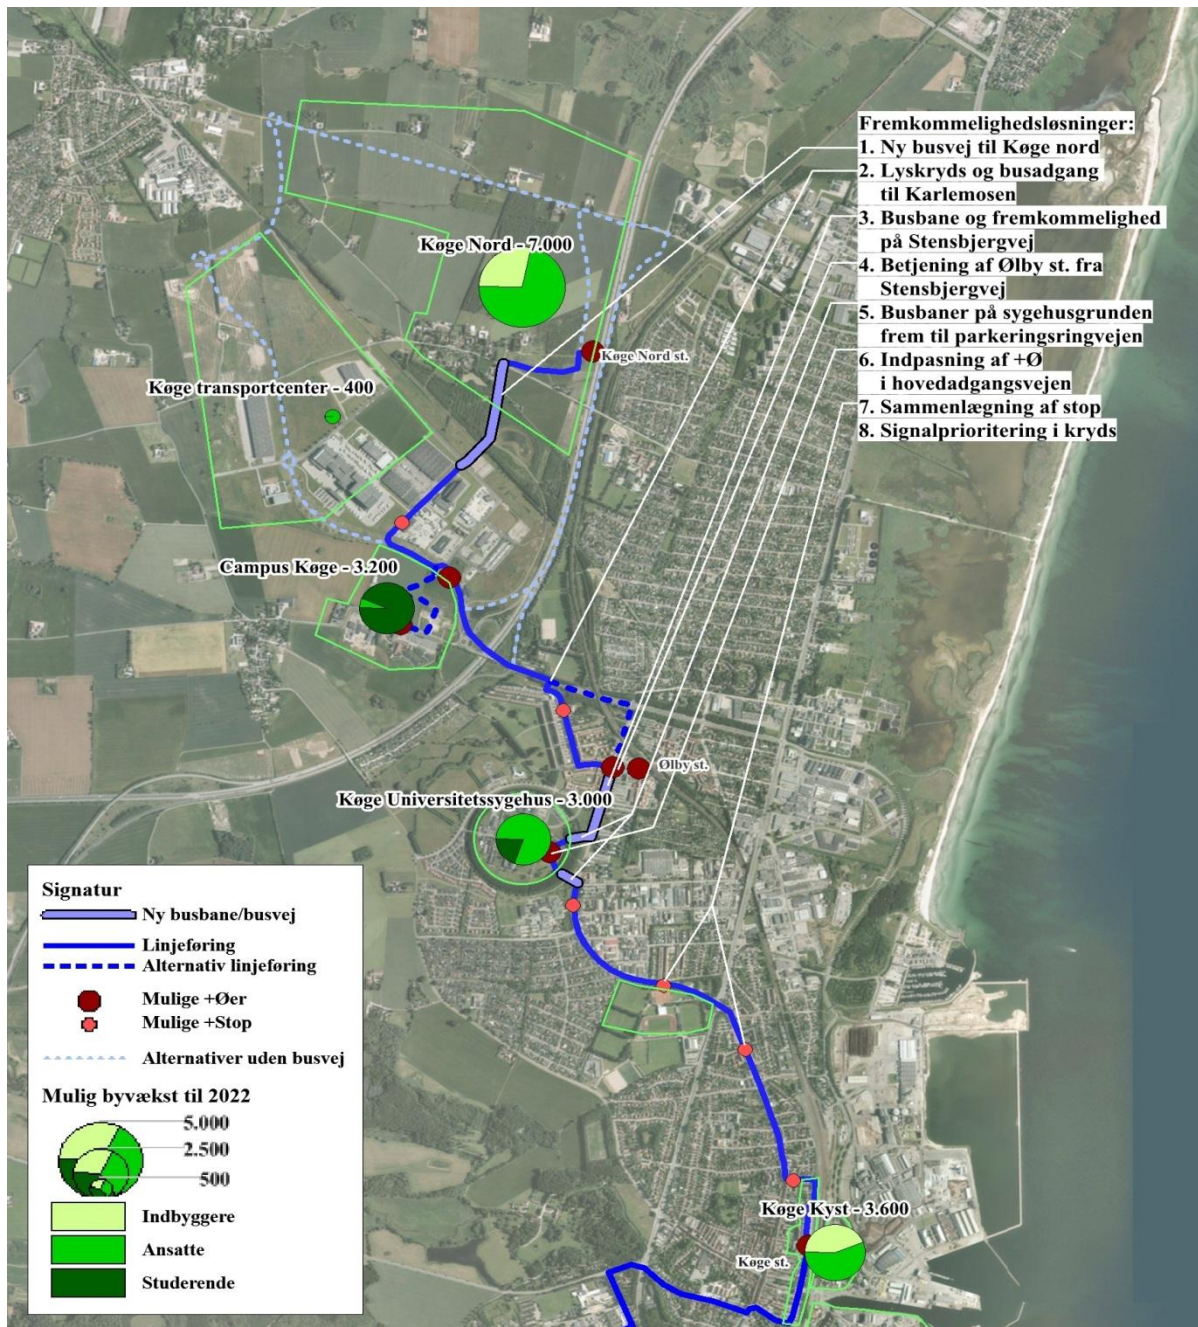 Fremkommelighedsløsninger:
1. Ny busvej til Køge nord
2. Lyskryds og busadgang
til Karlemosen
3. Busbane og fremkommelighed
på Stensbjergvej
4. Betjening af Ølby st. fra
Stensbjergvej
5. Busbaner på sygehusgrunden
frem til parkeringsringvejen
6. Indpasning af +Ø
i hovedadgangsvejen
7. Sammenlægning af stop
8. Signalprioritering i kryds
Køge Nord - 7.000
Køge Nord st.
Køge transportcenter - 400
Campus Køge - 3.200
Ølby st.
Køge Universitetssygehus - 3.000
Køge Kyst - 3.600
Køge st.
Signatur
Ny busbane/busvej
Linjeføring
Alternativ linjeføring
Mulige +Øer
Mulige +Stop
Alternativer uden busvej
Mulig byvækst til 2022
5.000
2.500
500
Indbyggere
Ansatte
Studerende